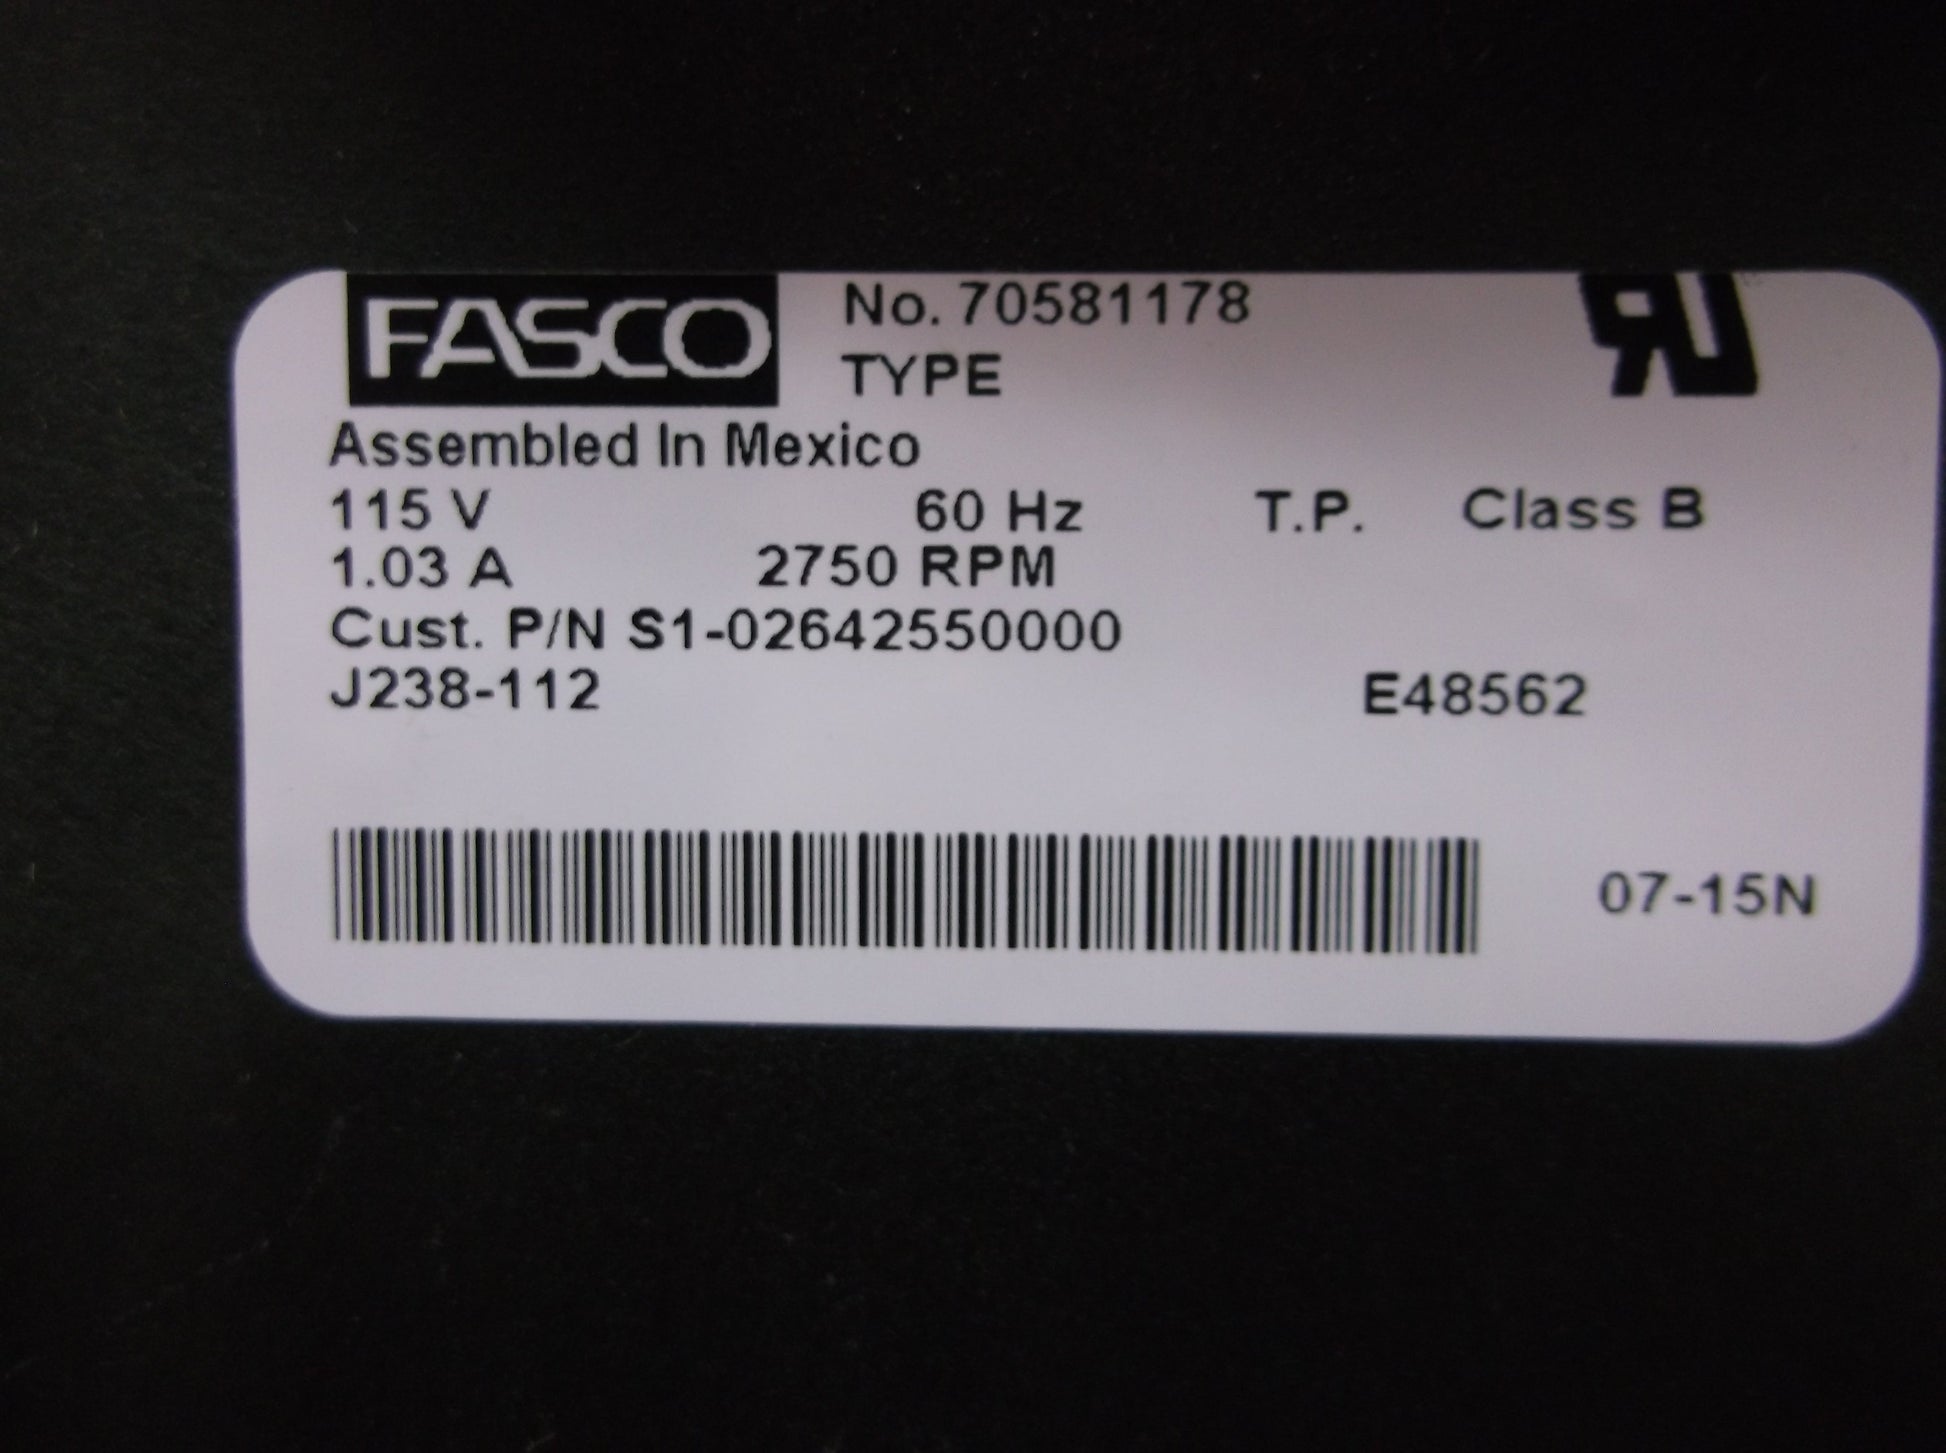 FASCO
No. 70581178
TYPE
Assembled In Mexico
115 V 60 Hz T.P. Class B
1.03 A 2750 RPM
Cust. P/N S1-02642550000
J238-112 E48562
07-15N